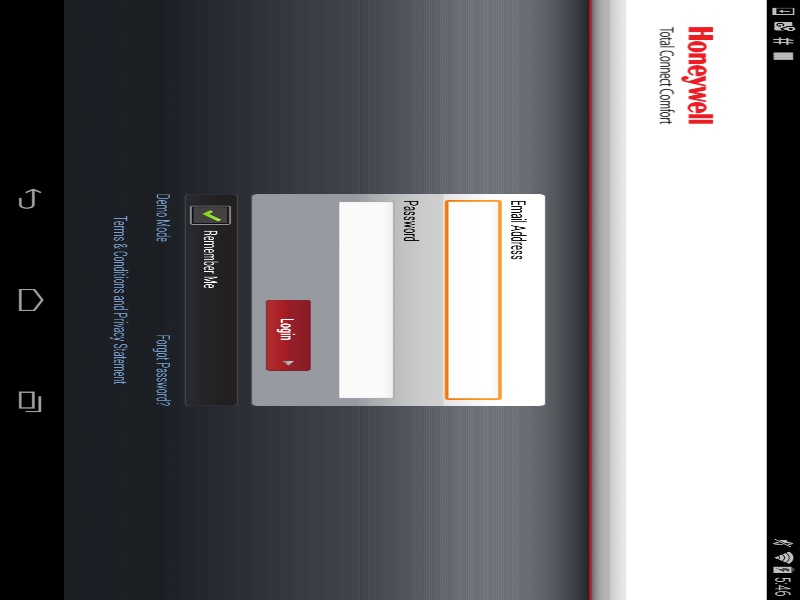 5:46
Honeywell
Total Connect Comfort
Email Address
Password
Login
Remember Me
Demo Mode
Forgot Password?
Terms & Conditions and Privacy Statement